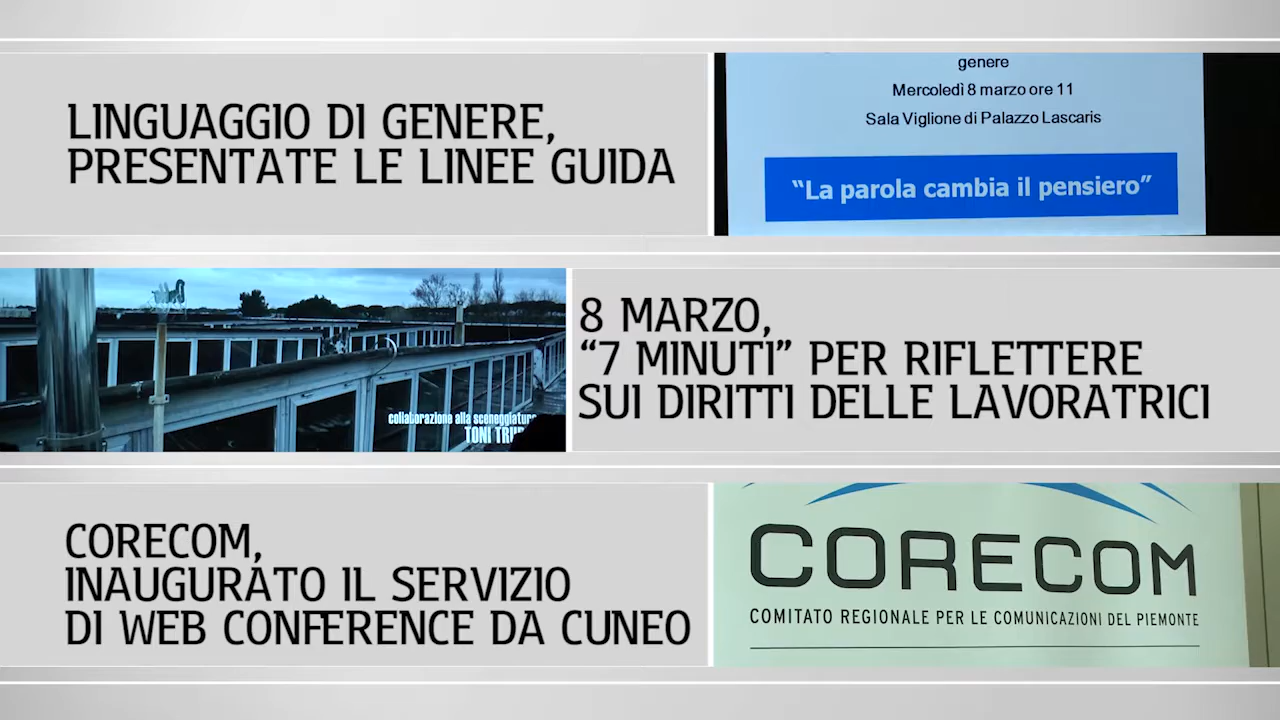 LINGUAGGIO DI GENERE,
PRESENTATE LE LINEE GUIDA
genere
Mercoledì 8 marzo ore 11
Sala Viglione di Palazzo Lascaris
“La parola cambia il pensiero”
collaborazione alla sceneggiatura
TONI
8 MARZO,
“7 MINUTI” PER RIFLETTERE
SUI DIRITTI DELLE LAVORATRICI
CORECOM,
INAUGURATO IL SERVIZIO
DI WEB CONFERENCE DA CUNEO
CORECOM
COMITATO REGIONALE PER LE COMUNICAZIONI DEL PIEMONTE